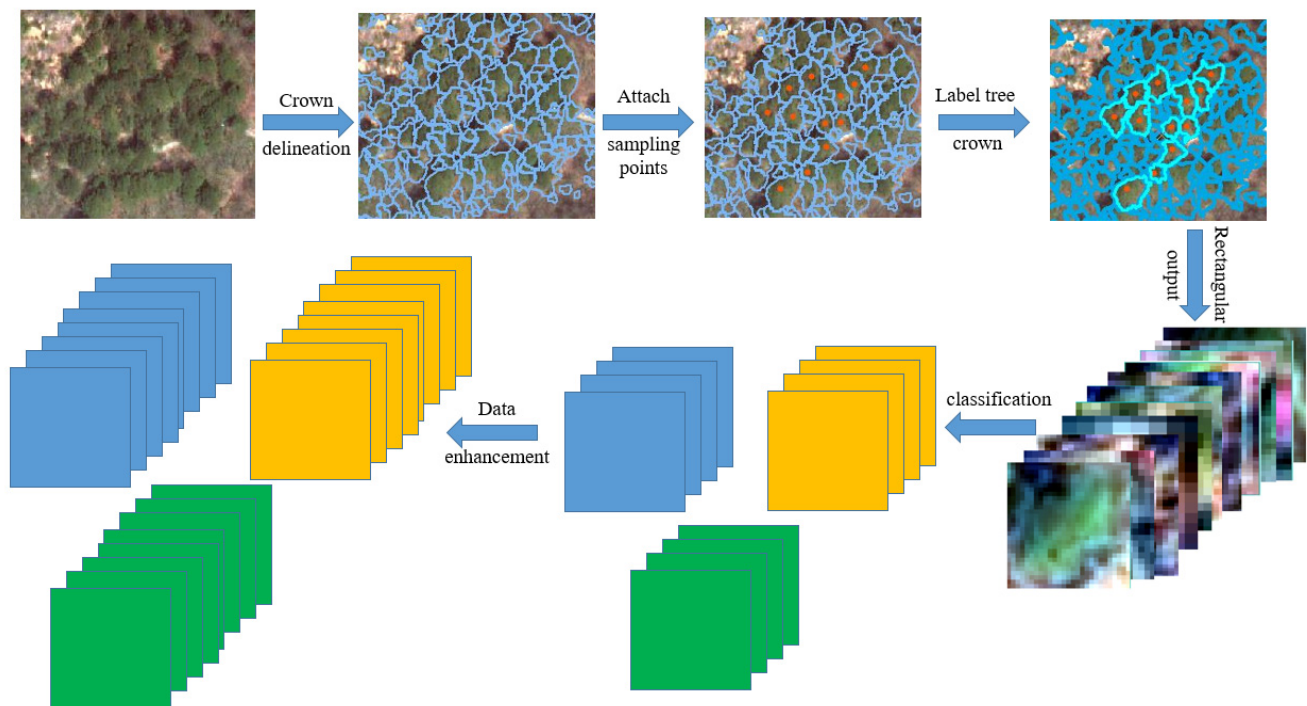 Crown
delineation
Attach
sampling
points
Label tree
crown
Rectangular
output
classification
Data
enhancement